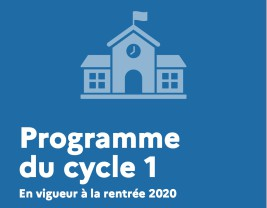 Programme
du cycle 1
En vigueur à la rentrée 2020